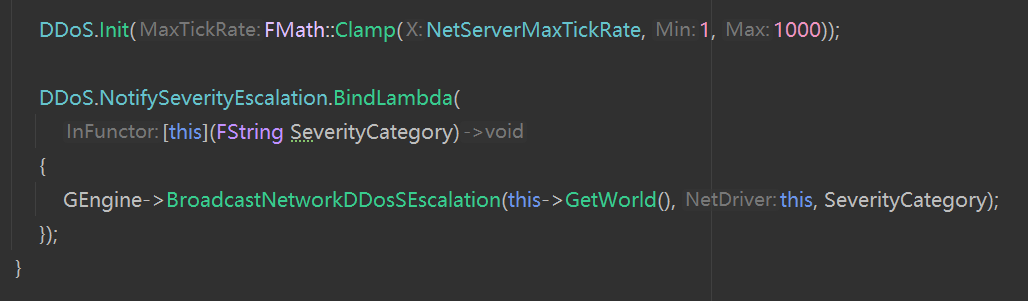 DDoS.Init(MaxTickRate:FMath::Clamp(X:NetServerMaxTickRate, Min:1, Max:1000));
DDoS.NotifySeverityEscalation.BindLambda(
InFunctor:[this](FString SeverityCategory)->void
{
GEngine->BroadcastNetworkDDosSEscalation(this->GetWorld(), NetDriver:this, SeverityCategory);
});
}